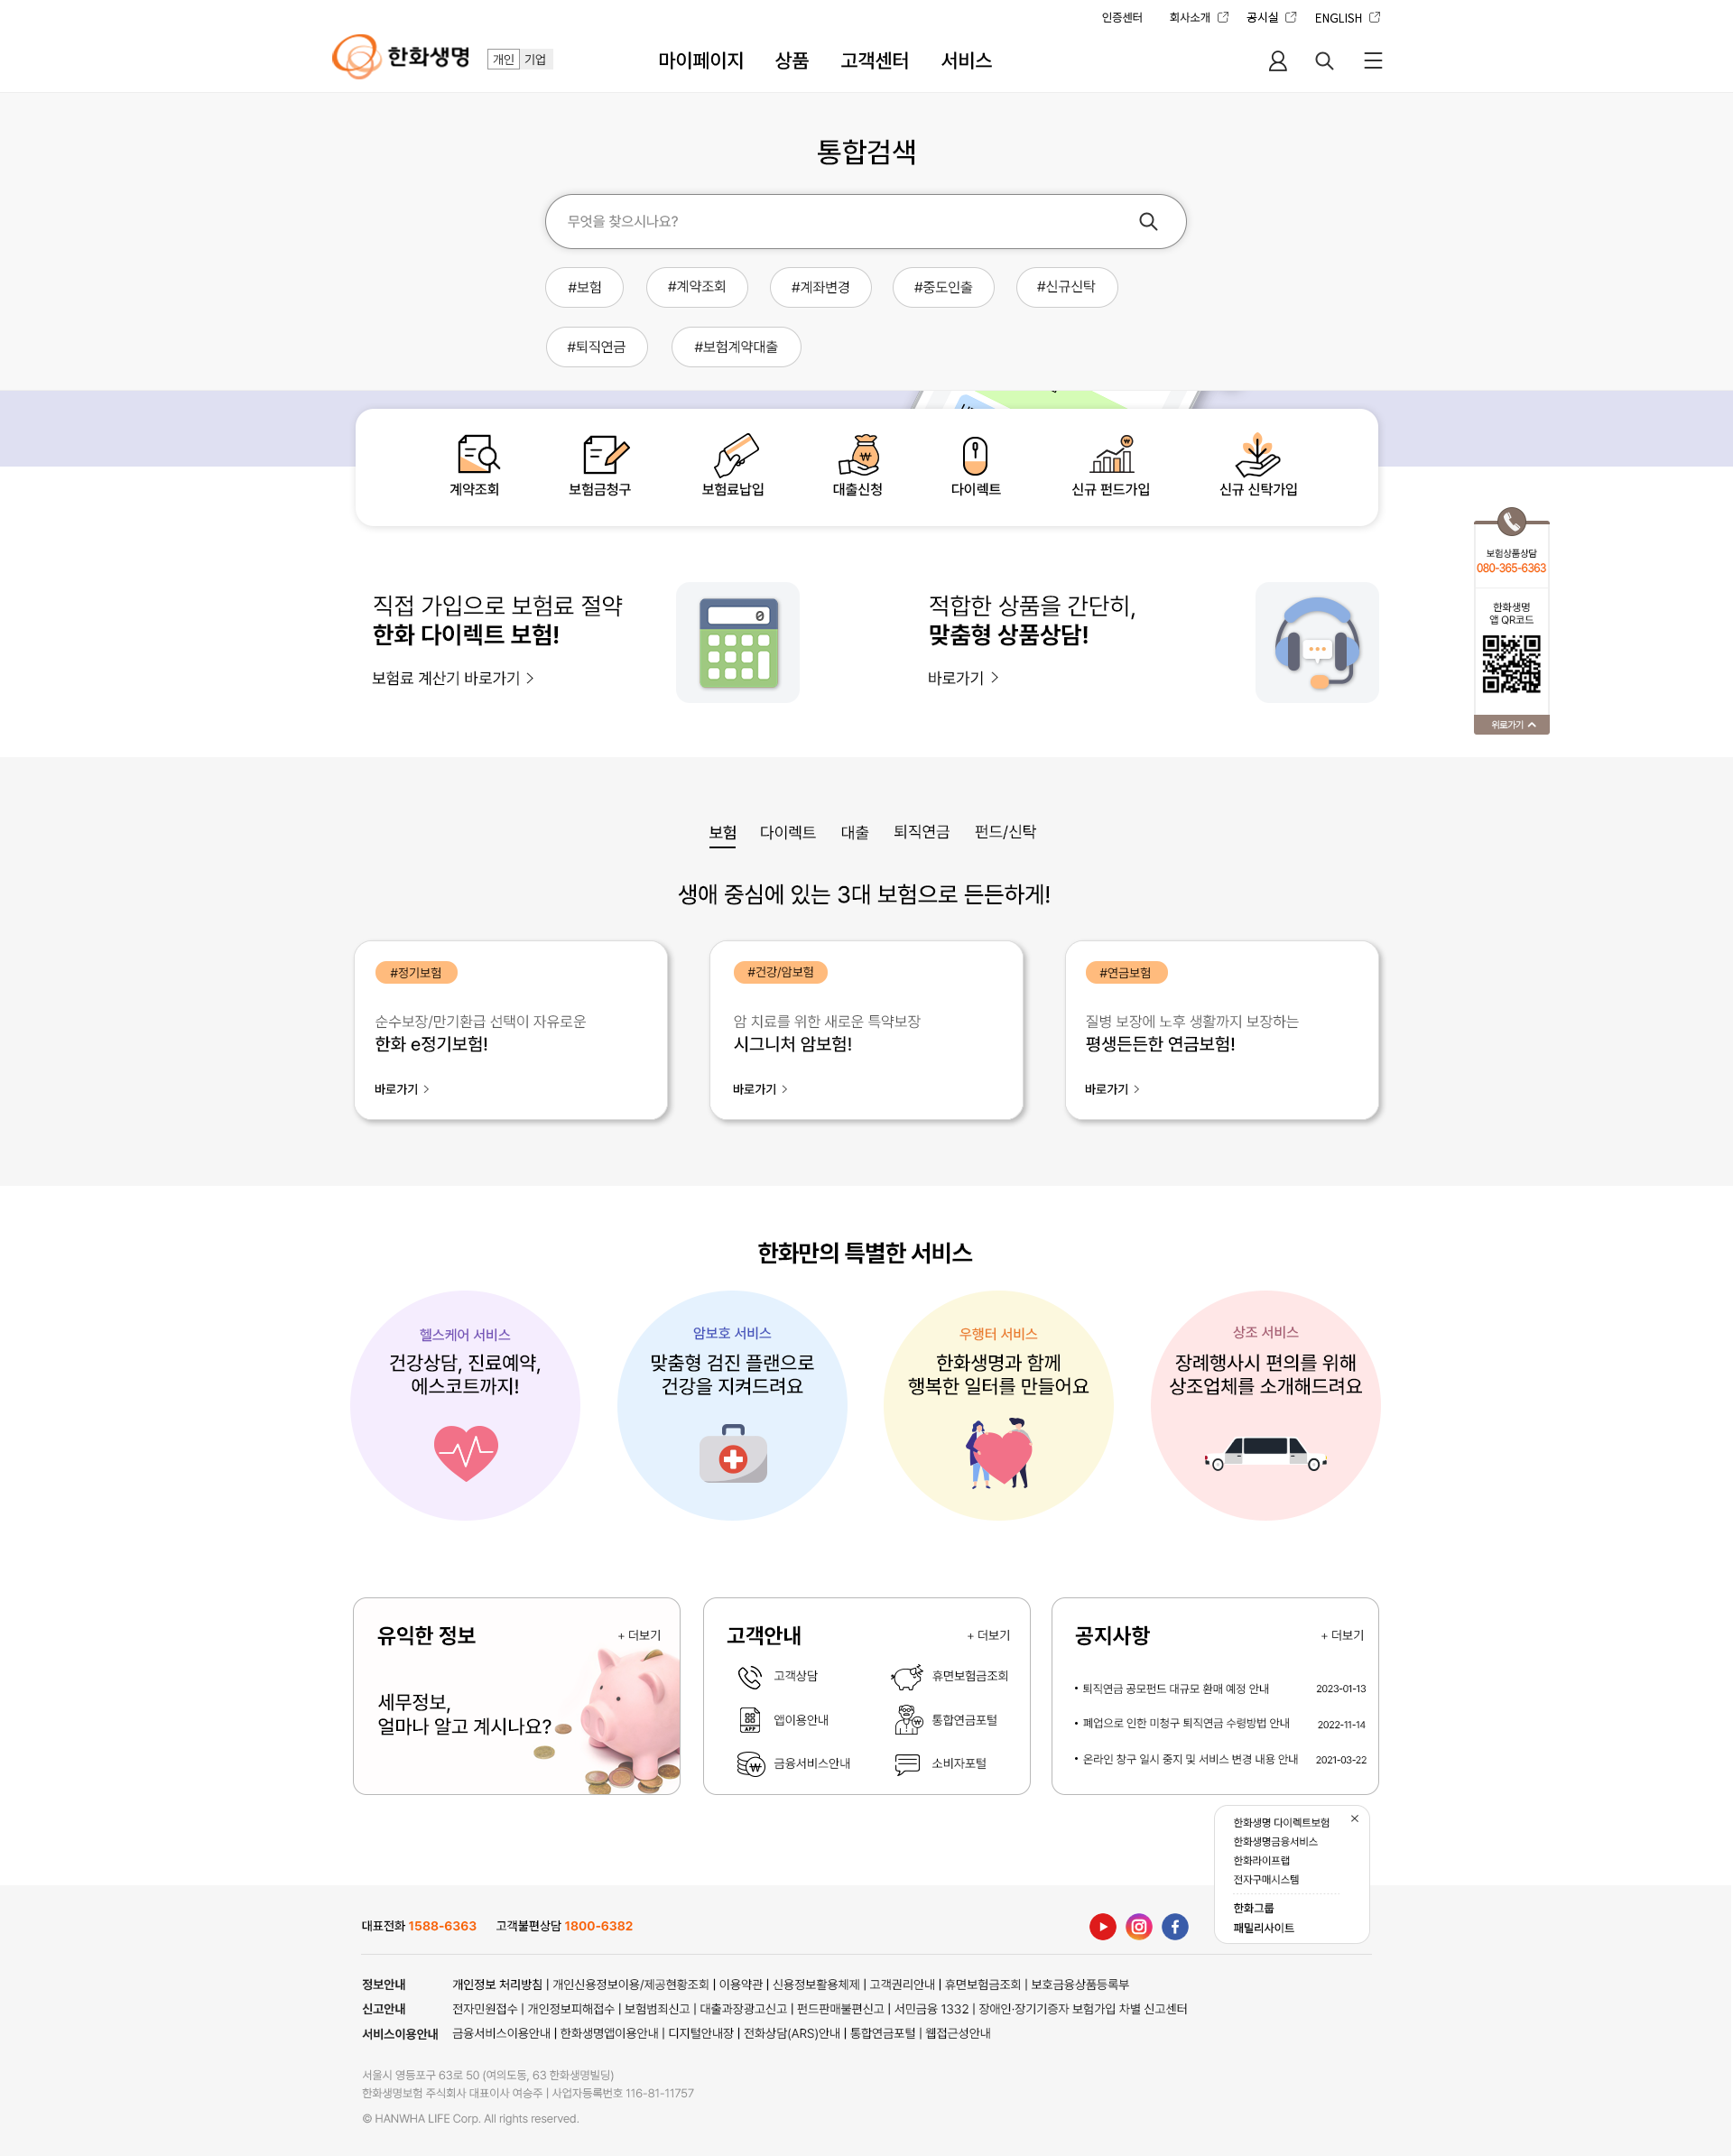 인증센터 회사소개 공시실 ENGLISH
한화생명 개인 기업 마이페이지 상품 고객센터 서비스
통합검색
무엇을 찾으시나요?
#보험 #계약조회 #계좌변경 #중도인출 #신규신탁
#퇴직연금 #보험계약대출
계약조회 보험금청구 보험료납입 대출신청 다이렉트 신규 펀드가입 신규 신탁가입
보험상품상담
080-365-6363
한화생명
앱 QR코드
위로가기
직접 가입으로 보험료 절약
한화 다이렉트 보험!
보험료 계산기 바로가기
0
적합한 상품을 간단히,
맞춤형 상품상담!
바로가기
보험 다이렉트 대출 퇴직연금 펀드/신탁
생애 중심에 있는 3대 보험으로 든든하게!
#정기보험
순수보장/만기환급 선택이 자유로운
한화 e정기보험!
바로가기
#건강/암보험
암 치료를 위한 새로운 특약보장
시그니처 암보험!
바로가기
#연금보험
질병 보장에 노후 생활까지 보장하는
평생든든한 연금보험!
바로가기
한화만의 특별한 서비스
헬스케어 서비스
건강상담, 진료예약,
에스코트까지!
암보호 서비스
맞춤형 검진 플랜으로
건강을 지켜드려요
우행터 서비스
한화생명과 함께
행복한 일터를 만들어요
상조 서비스
장례행사시 편의를 위해
상조업체를 소개해드려요
유익한 정보 + 더보기
세무정보,
얼마나 알고 계시나요?
고객안내 + 더보기
고객상담 휴면보험금조회
APP 앱이용안내 통합연금포털
금융서비스안내 소비자포털
공지사항 + 더보기
• 퇴직연금 공모펀드 대규모 환매 예정 안내 2023-01-13
• 폐업으로 인한 미청구 퇴직연금 수령방법 안내 2022-11-14
• 온라인 창구 일시 중지 및 서비스 변경 내용 안내 2021-03-22
한화생명 다이렉트보험
한화생명금융서비스
한화라이프랩
전자구매시스템
한화그룹
패밀리사이트
대표전화 1588-6363 고객불편상담 1800-6382
정보안내 개인정보 처리방침 | 개인신용정보이용/제공현황조회 | 이용약관 | 신용정보활용체제 | 고객권리안내 | 휴면보험금조회 | 보호금융상품등록부
신고안내 전자민원접수 | 개인정보피해접수 | 보험범죄신고 | 대출과장광고신고 | 펀드판매불편신고 | 서민금융 1332 | 장애인·장기기증자 보험가입 차별 신고센터
서비스이용안내 금융서비스이용안내 | 한화생명앱이용안내 | 디지털안내장 | 전화상담(ARS)안내 | 통합연금포털 | 웹접근성안내
서울시 영등포구 63로 50 (여의도동, 63 한화생명빌딩)
한화생명보험 주식회사 대표이사 여승주 | 사업자등록번호 116-81-11757
© HANWHA LIFE Corp. All rights reserved.